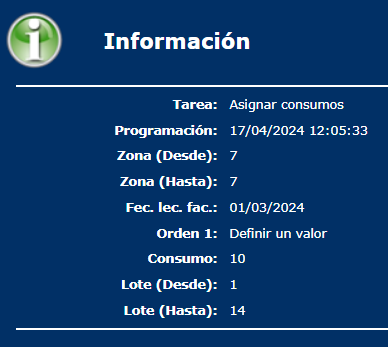 Información
Tarea: Asignar consumos
Programación: 17/04/2024 12:05:33
Zona (Desde): 7
Zona (Hasta): 7
Fec. lec. fac.: 01/03/2024
Orden 1: Definir un valor
Consumo: 10
Lote (Desde): 1
Lote (Hasta): 14